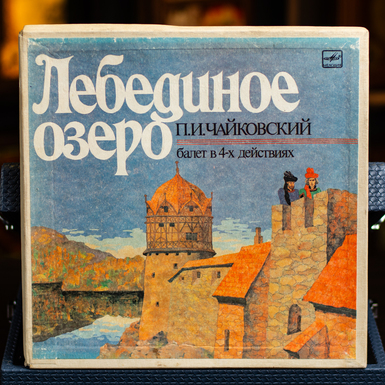 Лебединое
озеро
П.И.ЧАЙКОВСКИЙ
балет в 4-х действиях